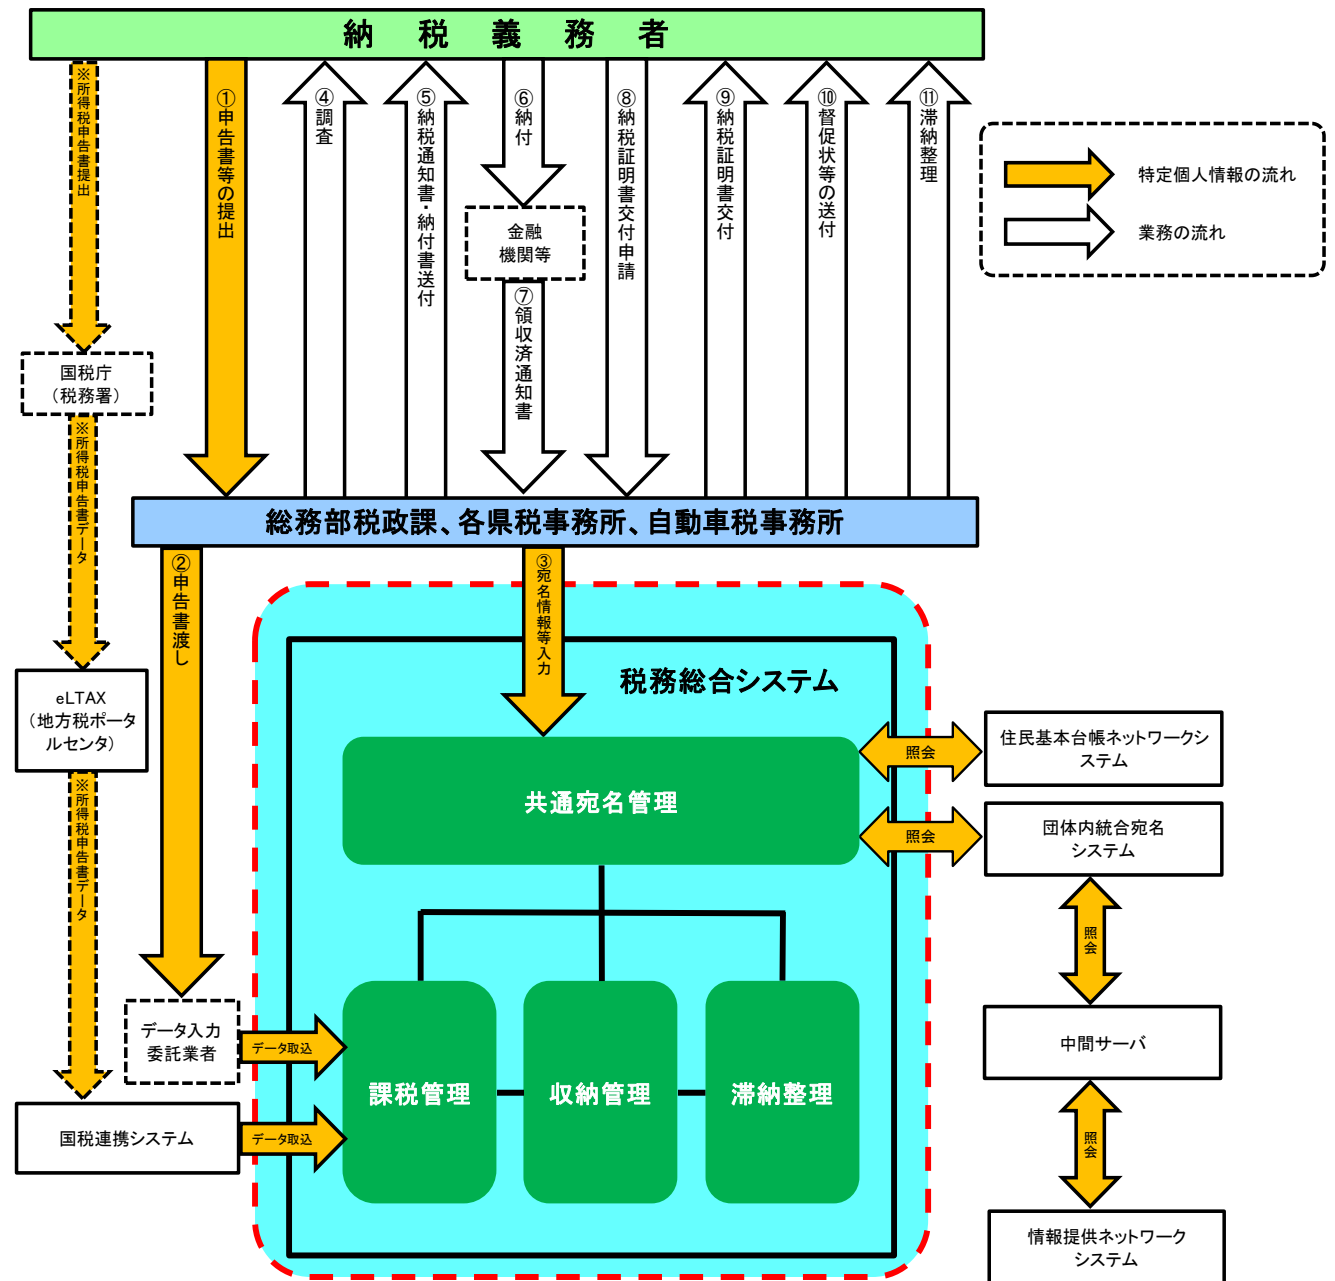 納税義務者
※所得税申告書提出
①申告書等の提出
④調査
⑤納税通知書・納付書送付
⑥納付
⑧納税証明書交付申請
⑨納税証明書交付
⑩督促状等の送付
⑪滞納整理
特定個人情報の流れ
業務の流れ
金融
機関等
⑦領収済通知書
国税庁
（税務署）
※所得税申告書データ
総務部税政課、各県税事務所、自動車税事務所
②申告書渡し
③宛名情報等入力
税務総合システム
eLTAX
（地方税ポータ
ルセンタ）
※所得税申告書データ
共通宛名管理
照会
住民基本台帳ネットワークシ
ステム
照会
団体内統合宛名
システム
照会
データ入力
委託業者
データ取込
中間サーバ
課税管理
収納管理
滞納整理
国税連携システム
データ取込
照会
情報提供ネットワーク
システム